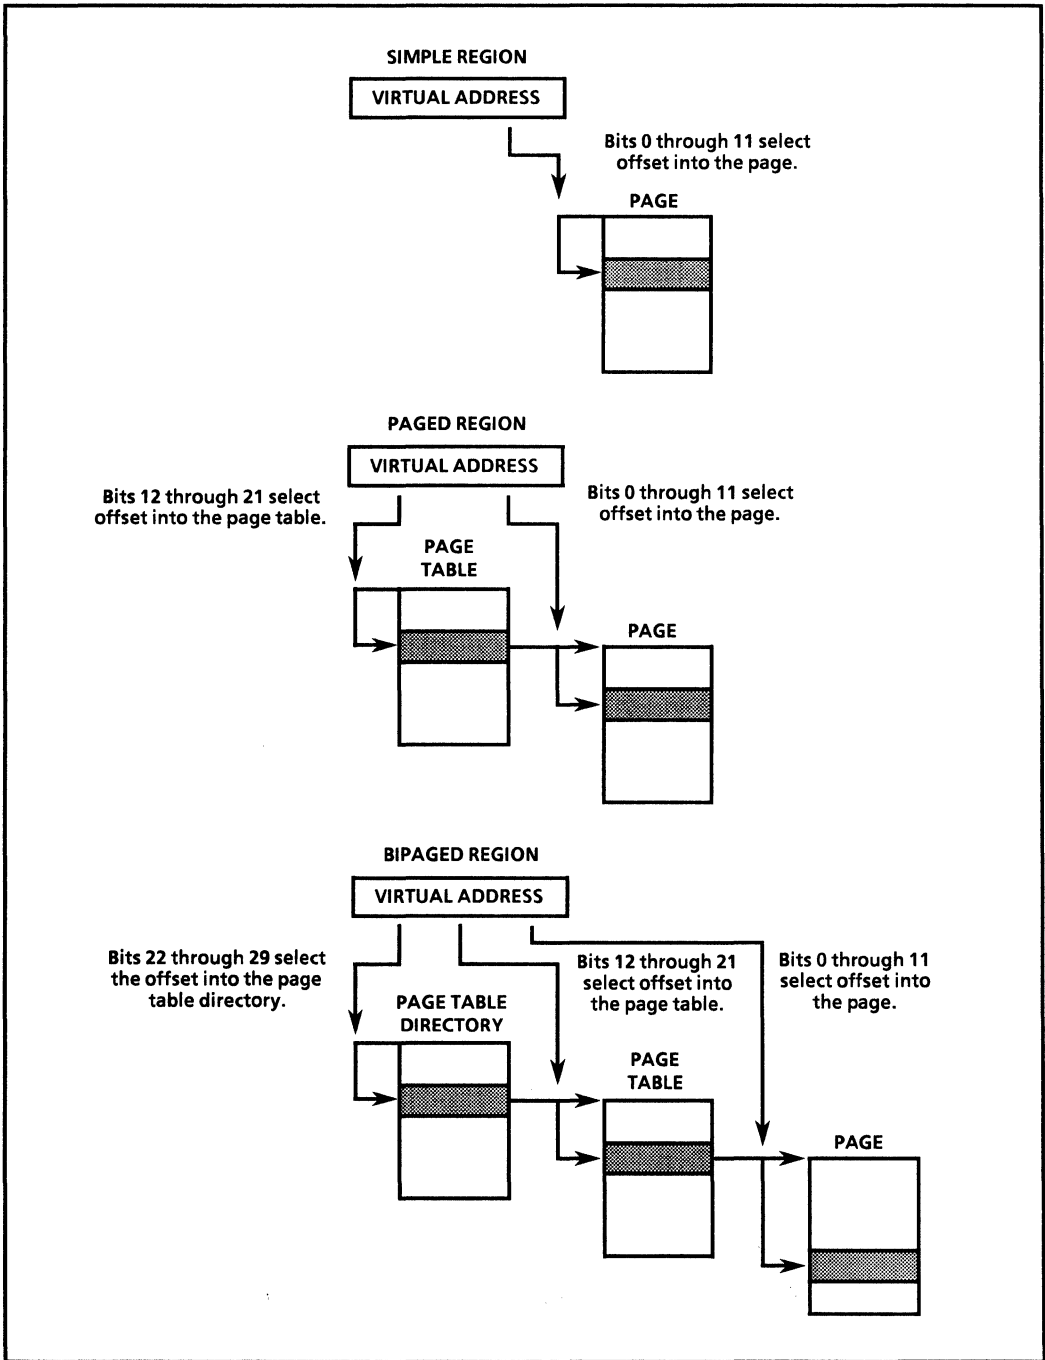 SIMPLE REGION
VIRTUAL ADDRESS
Bits 0 through 11 select
offset into the page.
PAGE
PAGED REGION
VIRTUAL ADDRESS
Bits 12 through 21 select
offset into the page table.
Bits 0 through 11 select
offset into the page.
PAGE
TABLE
PAGE
BIPAGED REGION
VIRTUAL ADDRESS
Bits 22 through 29 select
the offset into the page
table directory.
Bits 12 through 21
select offset into
the page table.
Bits 0 through 11
select offset into
the page.
PAGE TABLE
DIRECTORY
PAGE
TABLE
PAGE